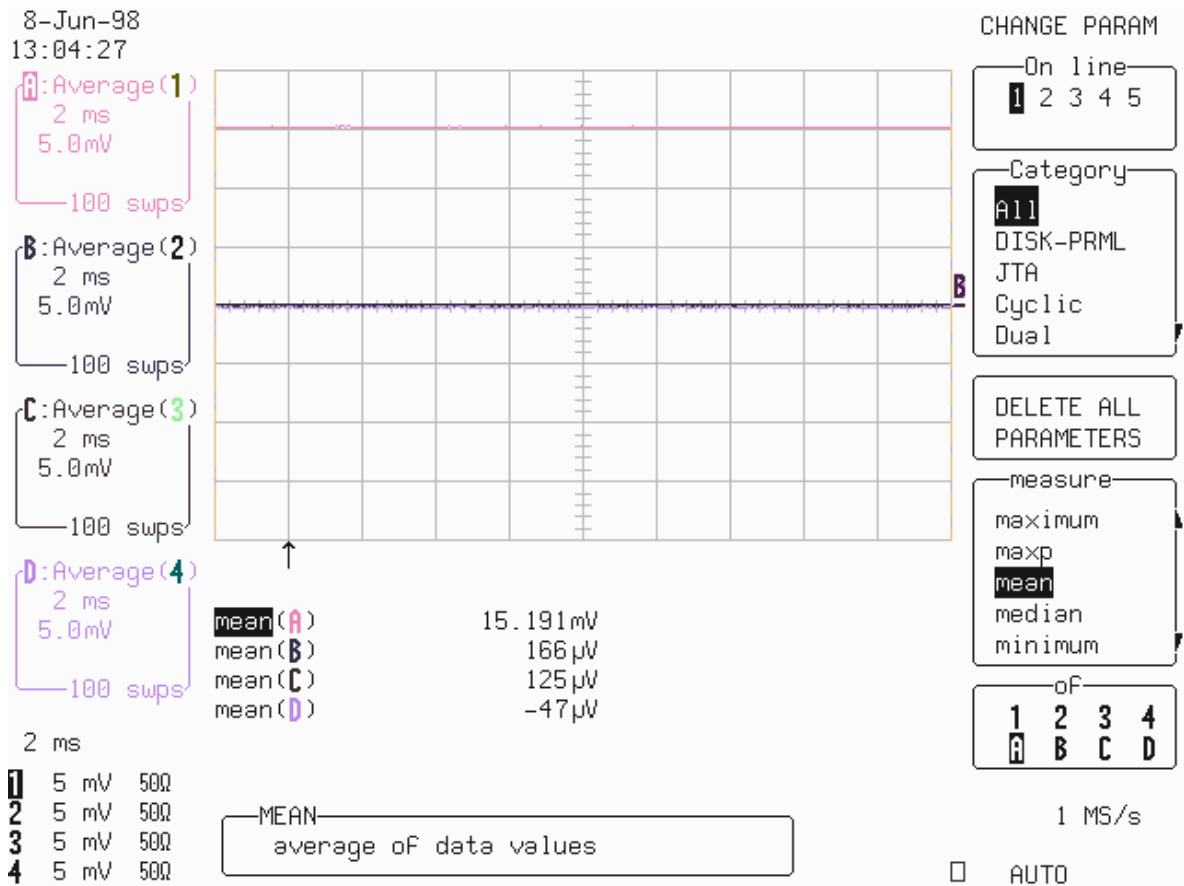 8-Jun-98
13:04:27
A:Average(1)
2 ms
5.0mV
100 swps
B:Average(2)
2 ms
5.0mV
100 swps
C:Average(3)
2 ms
5.0mV
100 swps
D:Average(4)
2 ms
5.0mV
100 swps
2 ms
1 5 mV 50Ω
2 5 mV 50Ω
3 5 mV 50Ω
4 5 mV 50Ω
B
mean(A) 15.191mV
mean(B) 166µV
mean(C) 125µV
mean(D) -47µV
MEAN
average of data values
CHANGE PARAM
On line
1 2 3 4 5
Category
All
DISK-PRML
JTA
Cyclic
Dual
DELETE ALL
PARAMETERS
measure
maximum
maxp
mean
median
minimum
of
1 2 3 4
A B C D
1 MS/s
AUTO